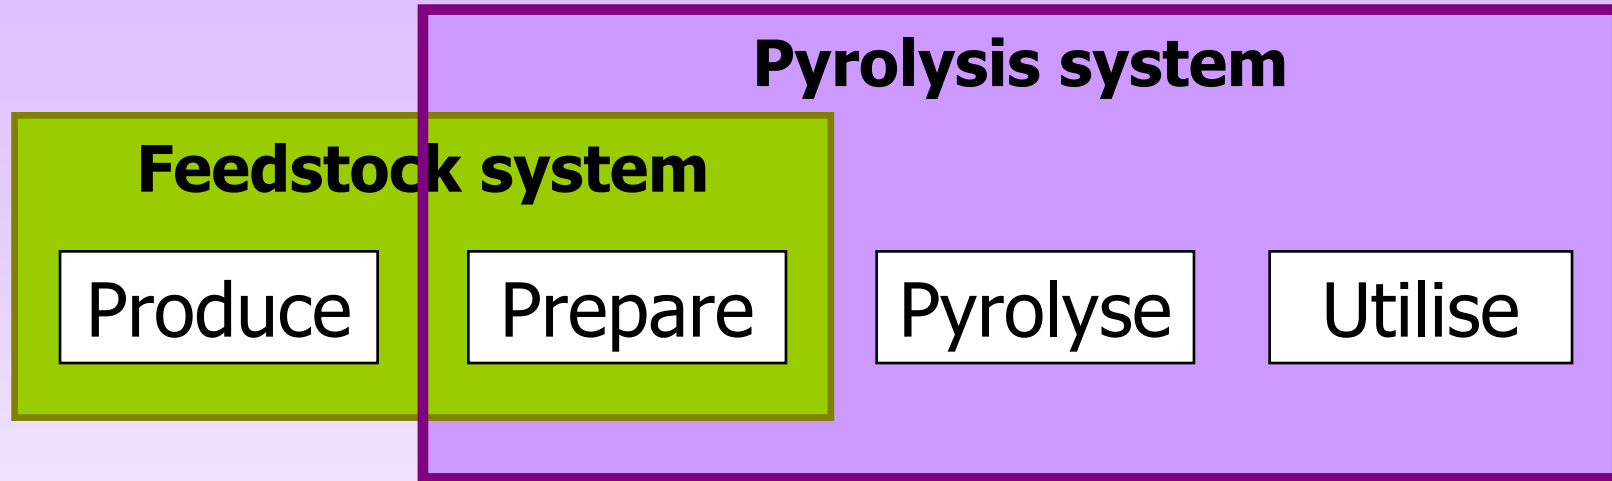 Pyrolysis system
Feedstock system
Produce
Prepare
Pyrolyse
Utilise